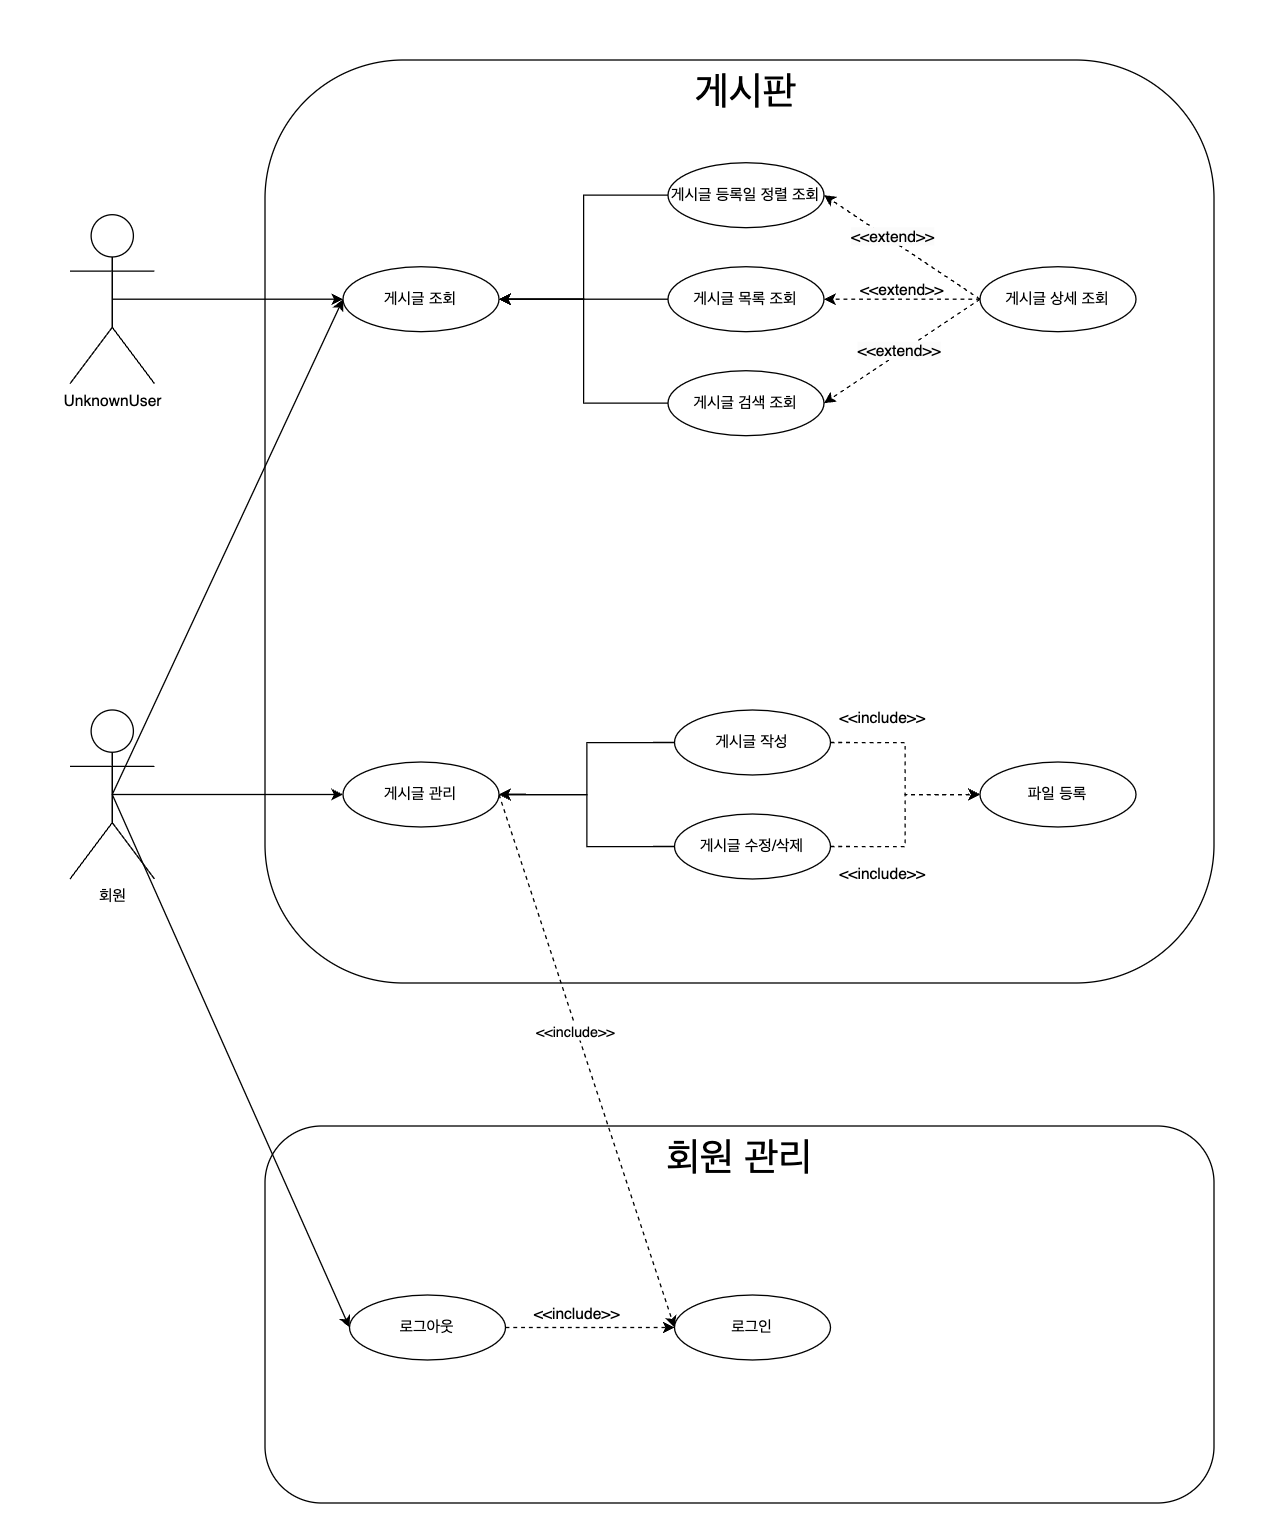 게시판
게시글 등록일 정렬 조회
<<extend>>
UnknownUser
게시글 조회
게시글 목록 조회
<<extend>>
게시글 상세 조회
<<extend>>
게시글 검색 조회
회원
게시글 관리
게시글 작성
<<include>>
파일 등록
게시글 수정/삭제
<<include>>
<<include>>
회원 관리
로그아웃
<<include>>
로그인